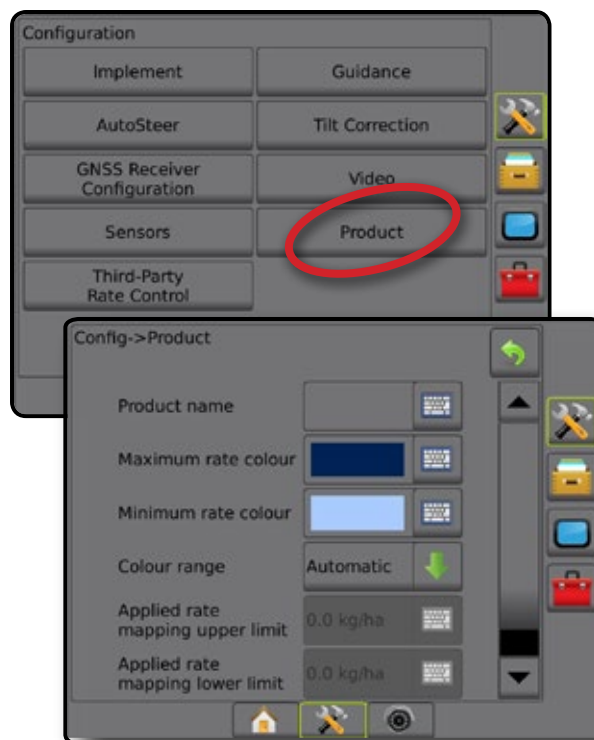 Configuration
Implement
Guidance
AutoSteer
Tilt Correction
GNSS Receiver
Configuration
Video
Sensors
Product
Third-Party
Rate Control
Config->Product
Product name
Maximum rate colour
Minimum rate colour
Colour range
Automatic
Applied rate
mapping upper limit
0.0 kg/ha
Applied rate
mapping lower limit
0.0 kg/ha